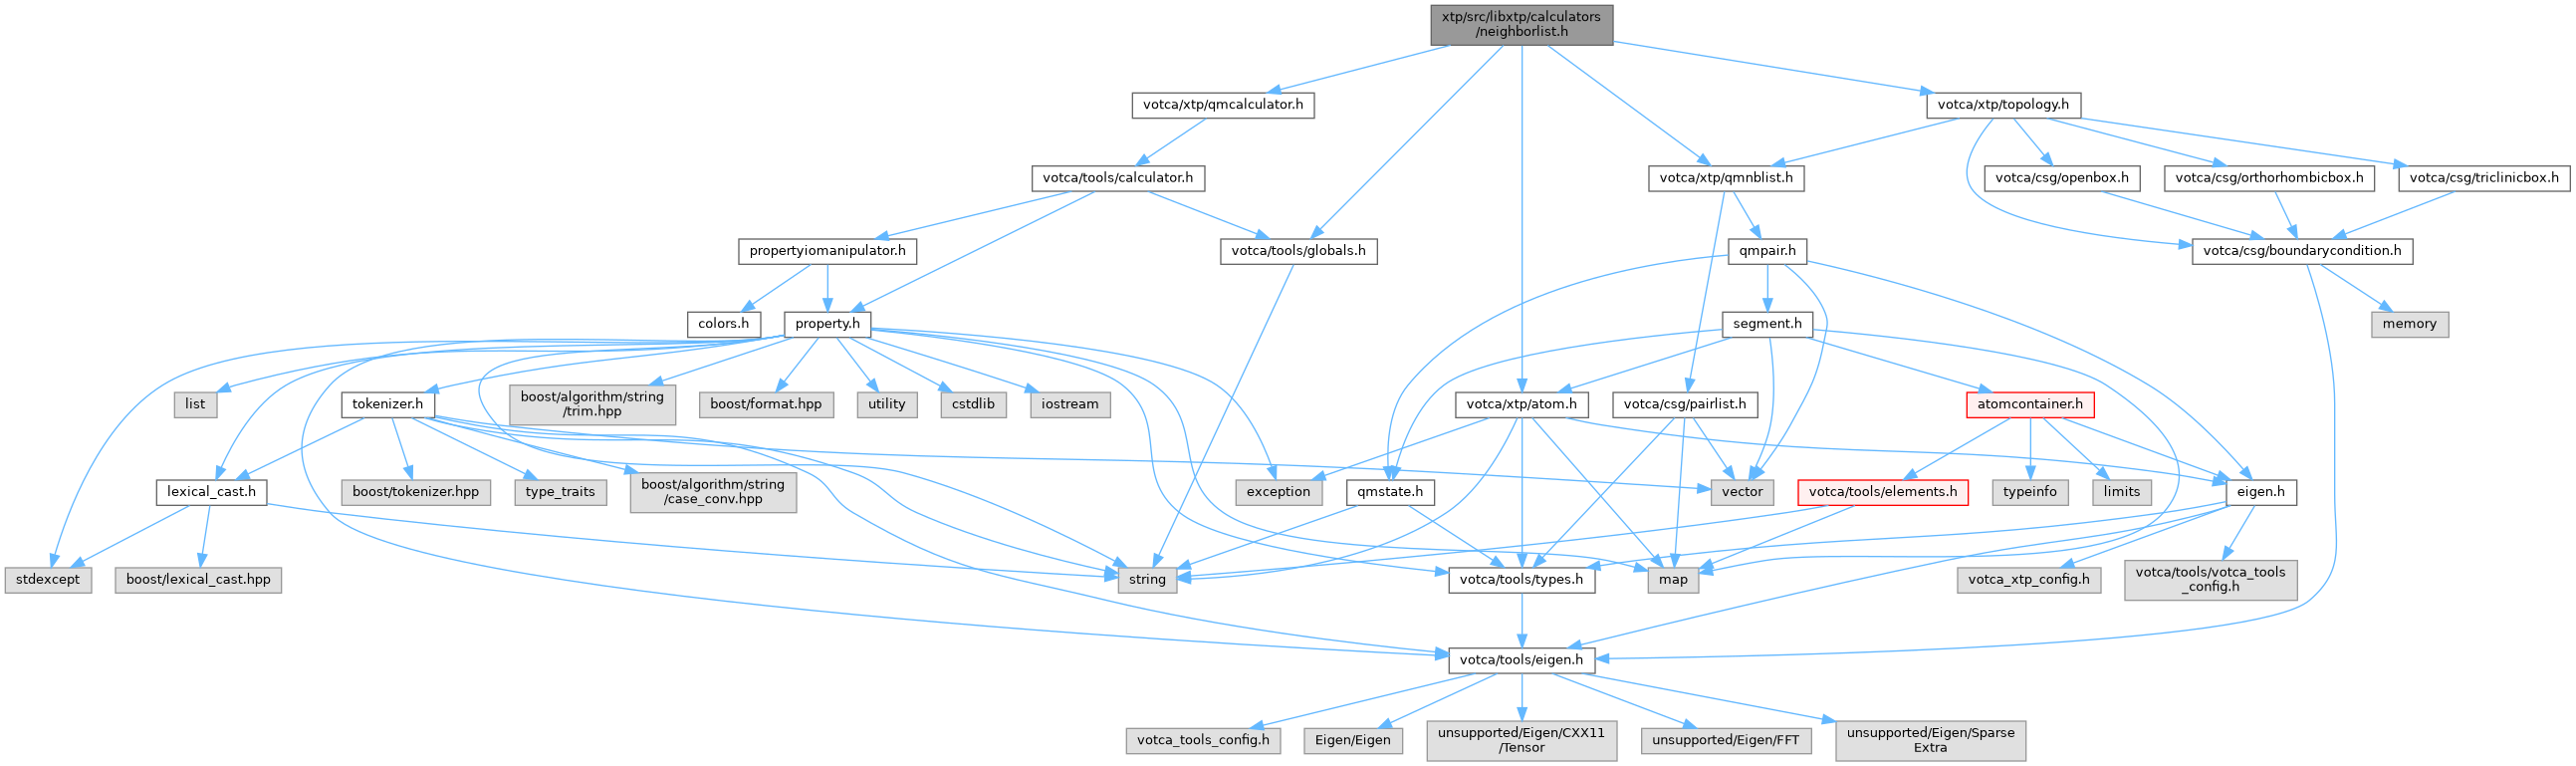 xtp/src/libxtp/calculators
/neighborlist.h
votca/xtp/qmcalculator.h
votca/xtp/topology.h
votca/tools/calculator.h
votca/xtp/qmnblist.h
votca/csg/openbox.h
votca/csg/orthorhombicbox.h
votca/csg/triclinicbox.h
propertyiomanipulator.h
votca/tools/globals.h
qmpair.h
votca/csg/boundarycondition.h
colors.h
property.h
segment.h
memory
list
tokenizer.h
boost/algorithm/string
/trim.hpp
boost/format.hpp
utility
cstdlib
iostream
votca/xtp/atom.h
votca/csg/pairlist.h
atomcontainer.h
lexical_cast.h
boost/tokenizer.hpp
type_traits
boost/algorithm/string
/case_conv.hpp
exception
qmstate.h
vector
votca/tools/elements.h
typeinfo
limits
eigen.h
stdexcept
boost/lexical_cast.hpp
string
votca/tools/types.h
map
votca_xtp_config.h
votca/tools/votca_tools
_config.h
votca/tools/eigen.h
votca_tools_config.h
Eigen/Eigen
unsupported/Eigen/CXX11
/Tensor
unsupported/Eigen/FFT
unsupported/Eigen/Sparse
Extra